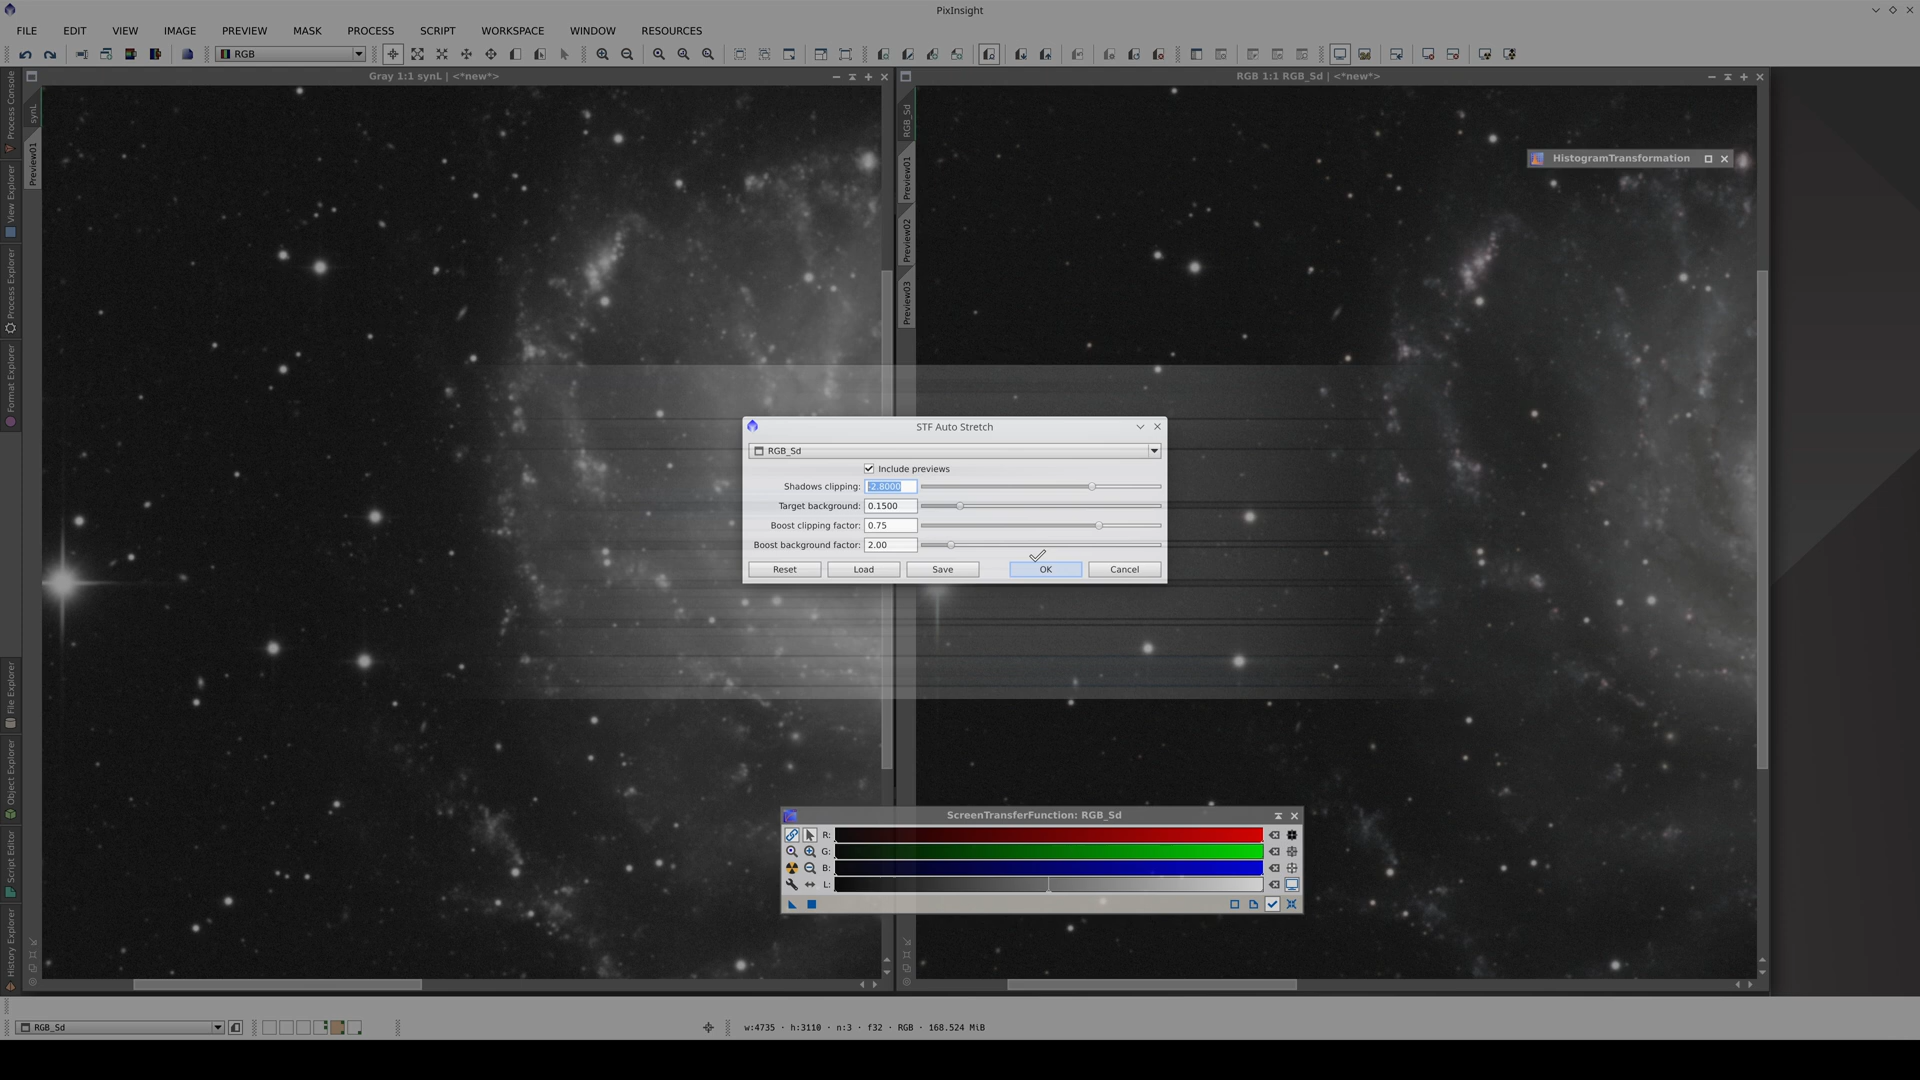 PixInsight
FILE EDIT VIEW IMAGE PREVIEW MASK PROCESS SCRIPT WORKSPACE WINDOW RESOURCES
RGB
Gray 1:1 synL | <*new*>
RGB 1:1 RGB_Sd | <*new*>
Process Console
View Explorer
Process Explorer
Format Explorer
File Explorer
Object Explorer
Script Editor
History Explorer
synL
Preview01
RGB_Sd
Preview01
Preview02
Preview03
HistogramTransformation
STF Auto Stretch
RGB_Sd
Include previews
Shadows clipping: -2.8000
Target background: 0.1500
Boost clipping factor: 0.75
Boost background factor: 2.00
Reset Load Save OK Cancel
ScreenTransferFunction: RGB_Sd
R:
G:
B:
L:
RGB_Sd
w:4735 · h:3110 · n:3 · f32 · RGB · 168.524 MiB